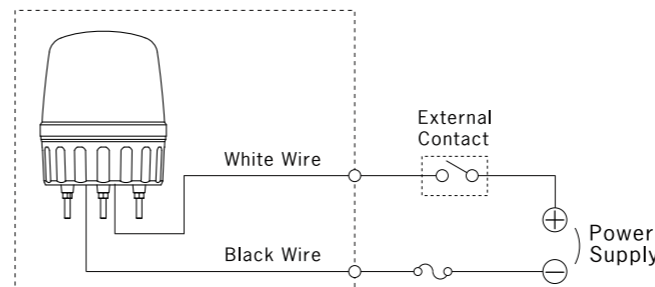 External
Contact
White Wire
+
Power
Supply
Black Wire
−